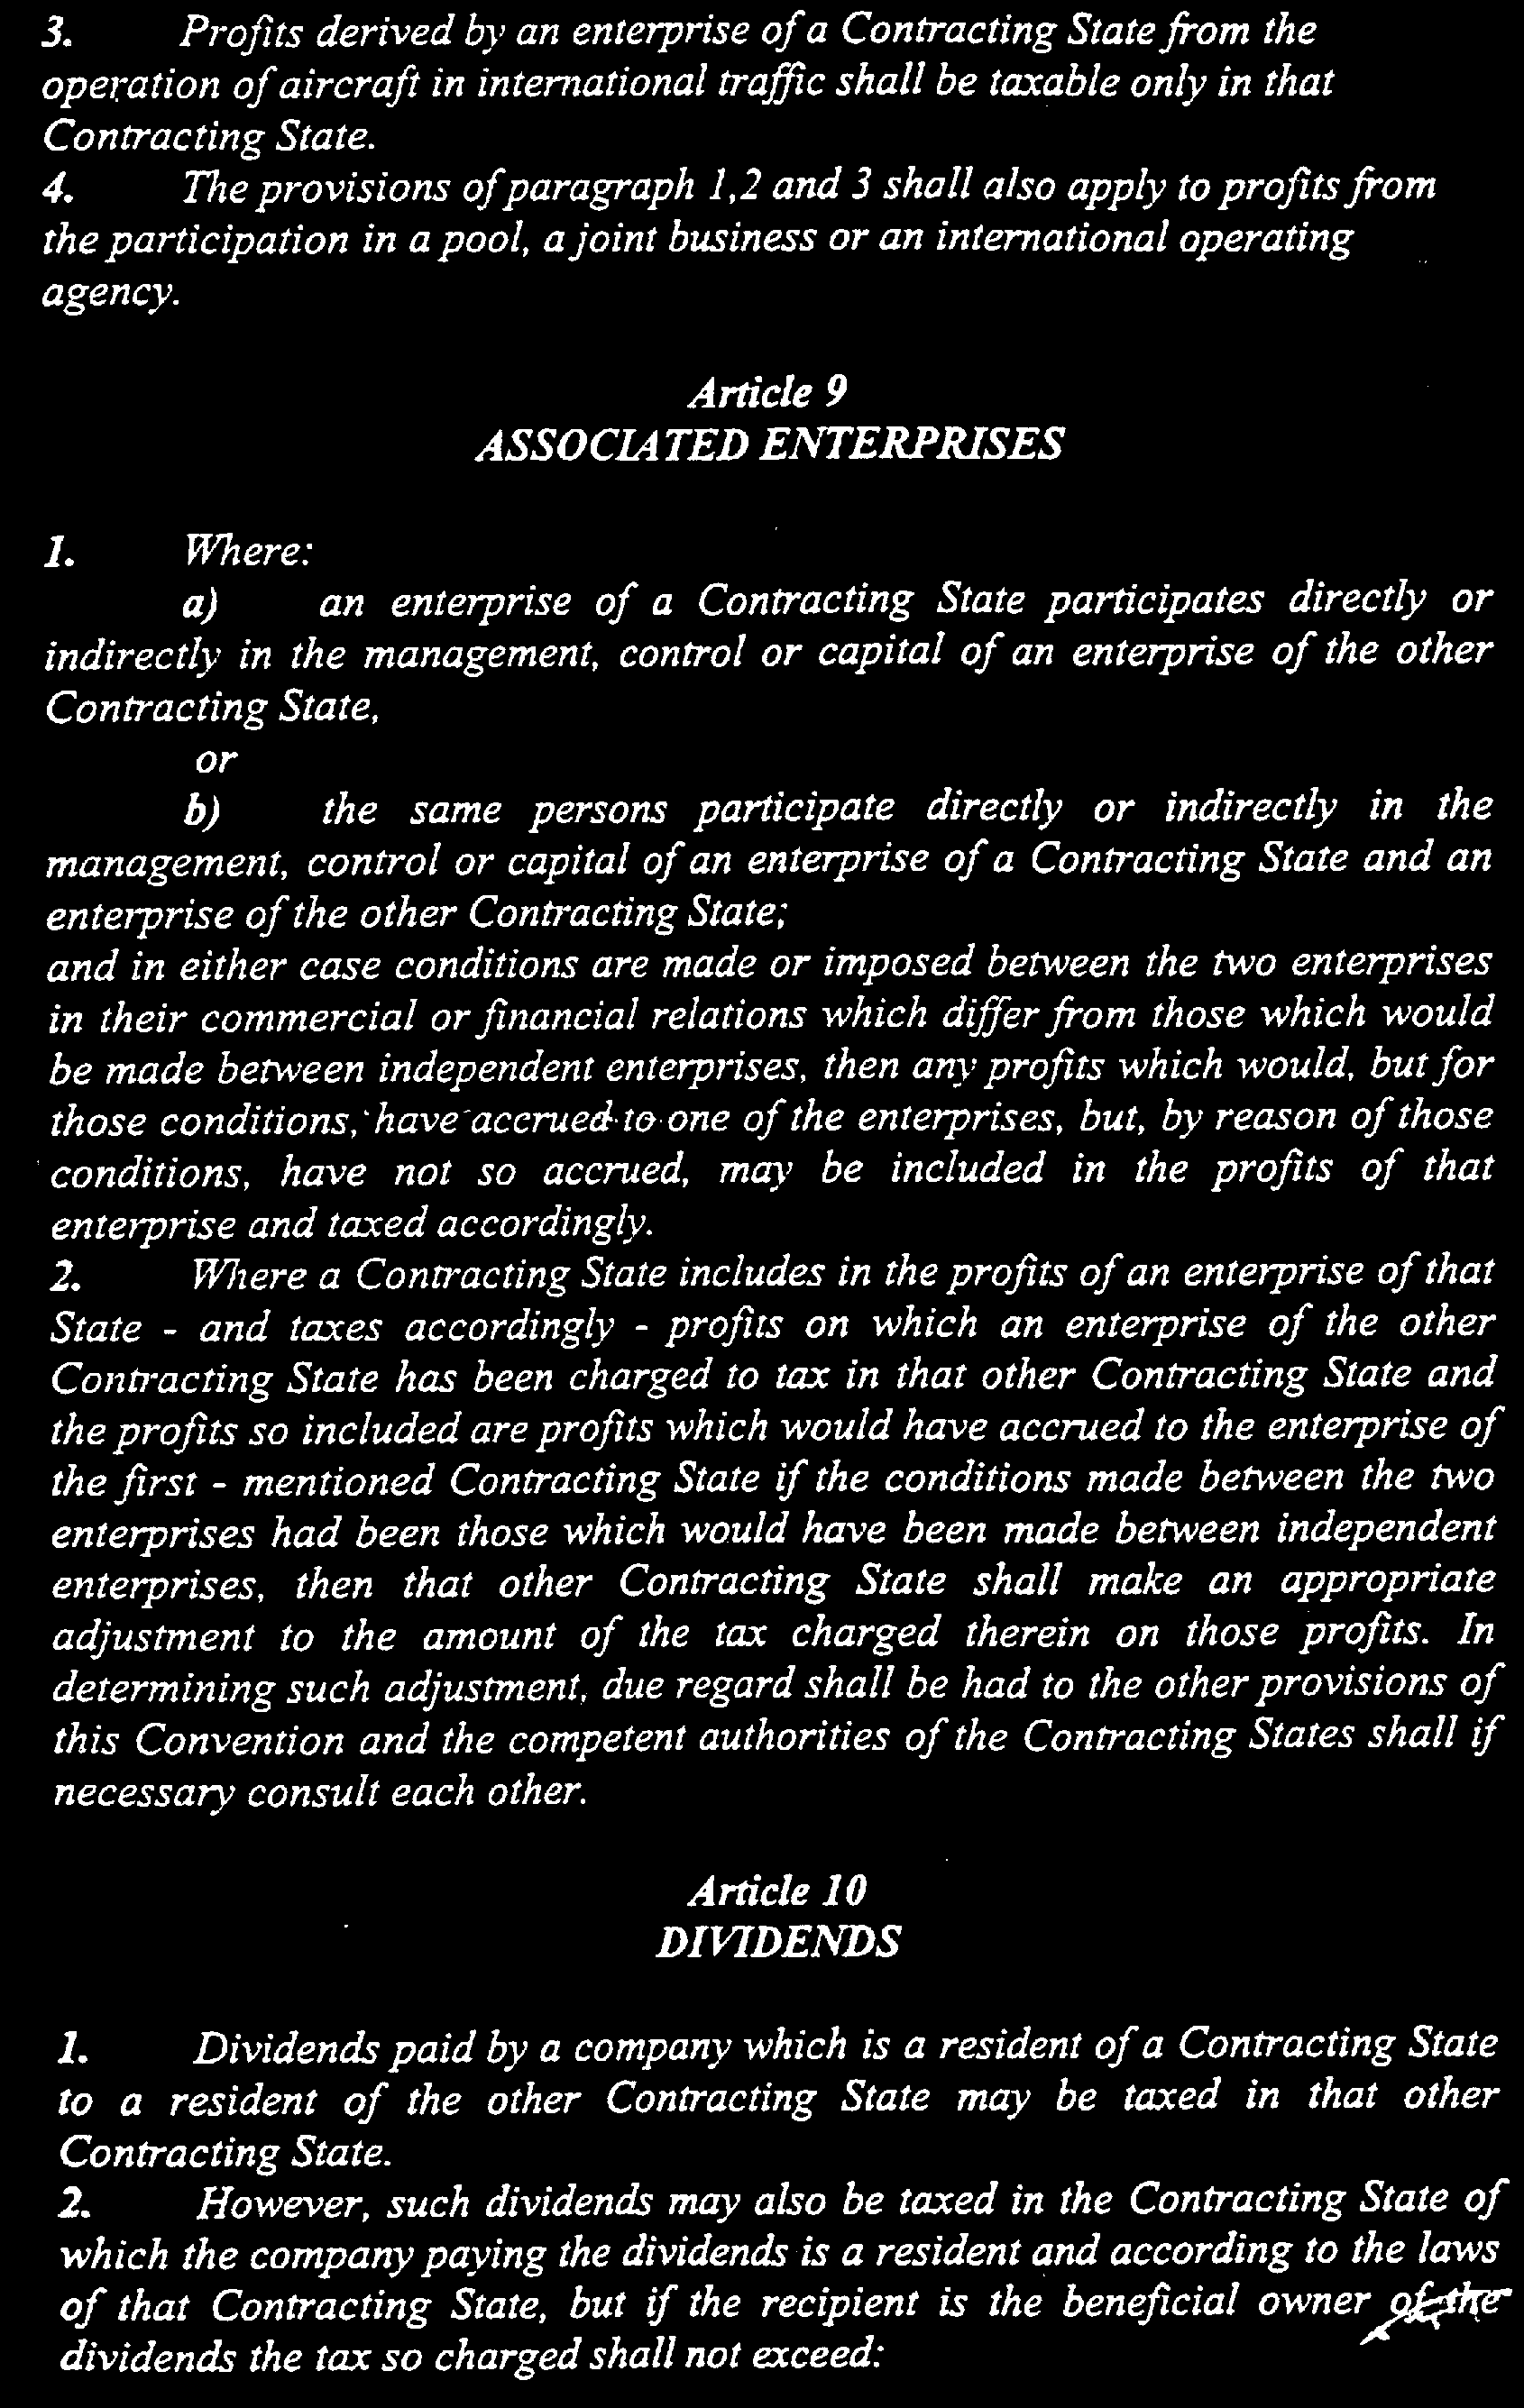 3. Profits derived by an enterprise of a Contracting State from the
operation of aircraft in international traffic shall be taxable only in that
Contracting State.
4. The provisions of paragraph 1,2 and 3 shall also apply to profits from
the participation in a pool, a joint business or an international operating
agency.
Article 9
ASSOCIATED ENTERPRISES
1. Where:
a) an enterprise of a Contracting State participates directly or
indirectly in the management, control or capital of an enterprise of the other
Contracting State,
or
b) the same persons participate directly or indirectly in the
management, control or capital of an enterprise of a Contracting State and an
enterprise of the other Contracting State;
and in either case conditions are made or imposed between the two enterprises
in their commercial or financial relations which differ from those which would
be made between independent enterprises, then any profits which would, but for
those conditions, have accrued to one of the enterprises, but, by reason of those
conditions, have not so accrued, may be included in the profits of that
enterprise and taxed accordingly.
2. Where a Contracting State includes in the profits of an enterprise of that
State - and taxes accordingly - profits on which an enterprise of the other
Contracting State has been charged to tax in that other Contracting State and
the profits so included are profits which would have accrued to the enterprise of
the first - mentioned Contracting State if the conditions made between the two
enterprises had been those which would have been made between independent
enterprises, then that other Contracting State shall make an appropriate
adjustment to the amount of the tax charged therein on those profits. In
determining such adjustment, due regard shall be had to the other provisions of
this Convention and the competent authorities of the Contracting States shall if
necessary consult each other.
Article 10
DIVIDENDS
1. Dividends paid by a company which is a resident of a Contracting State
to a resident of the other Contracting State may be taxed in that other
Contracting State.
2. However, such dividends may also be taxed in the Contracting State of
which the company paying the dividends is a resident and according to the laws
of that Contracting State, but if the recipient is the beneficial owner of the
dividends the tax so charged shall not exceed: